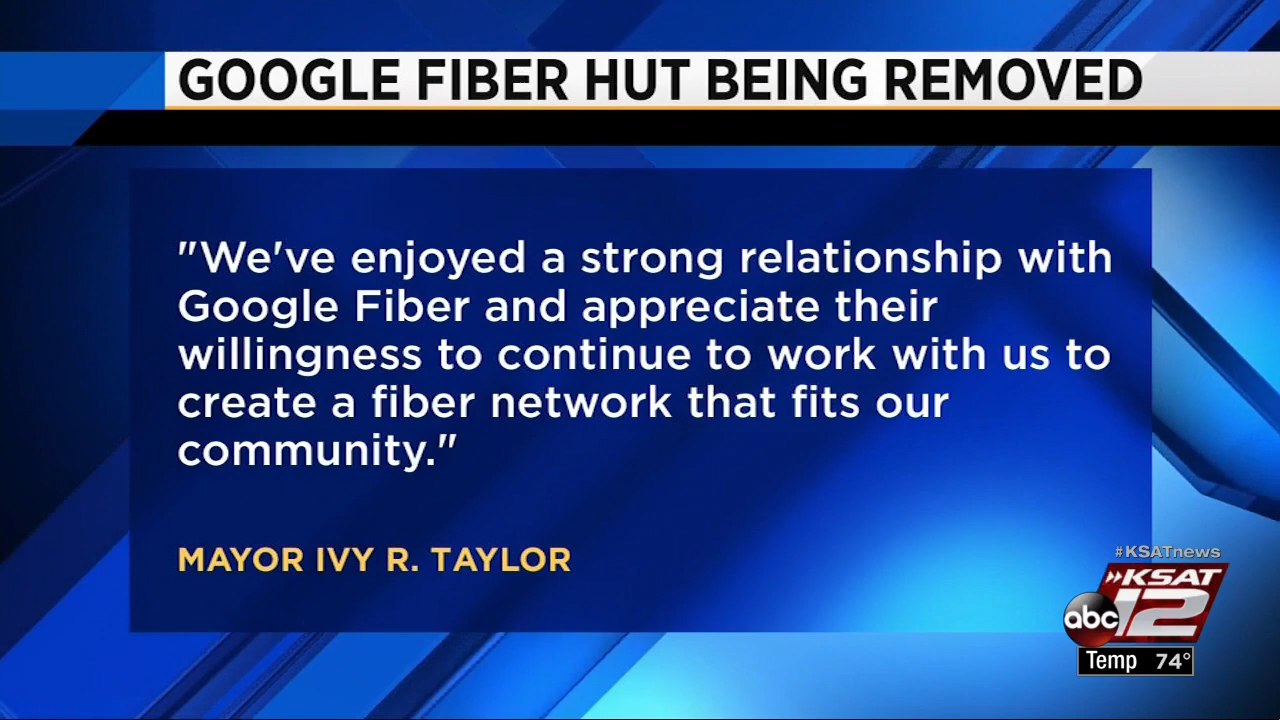 GOOGLE FIBER HUT BEING REMOVED
"We've enjoyed a strong relationship with
Google Fiber and appreciate their
willingness to continue to work with us to
create a fiber network that fits our
community."
MAYOR IVY R. TAYLOR
#KSATnews
KSAT
abc 12
Temp 74°